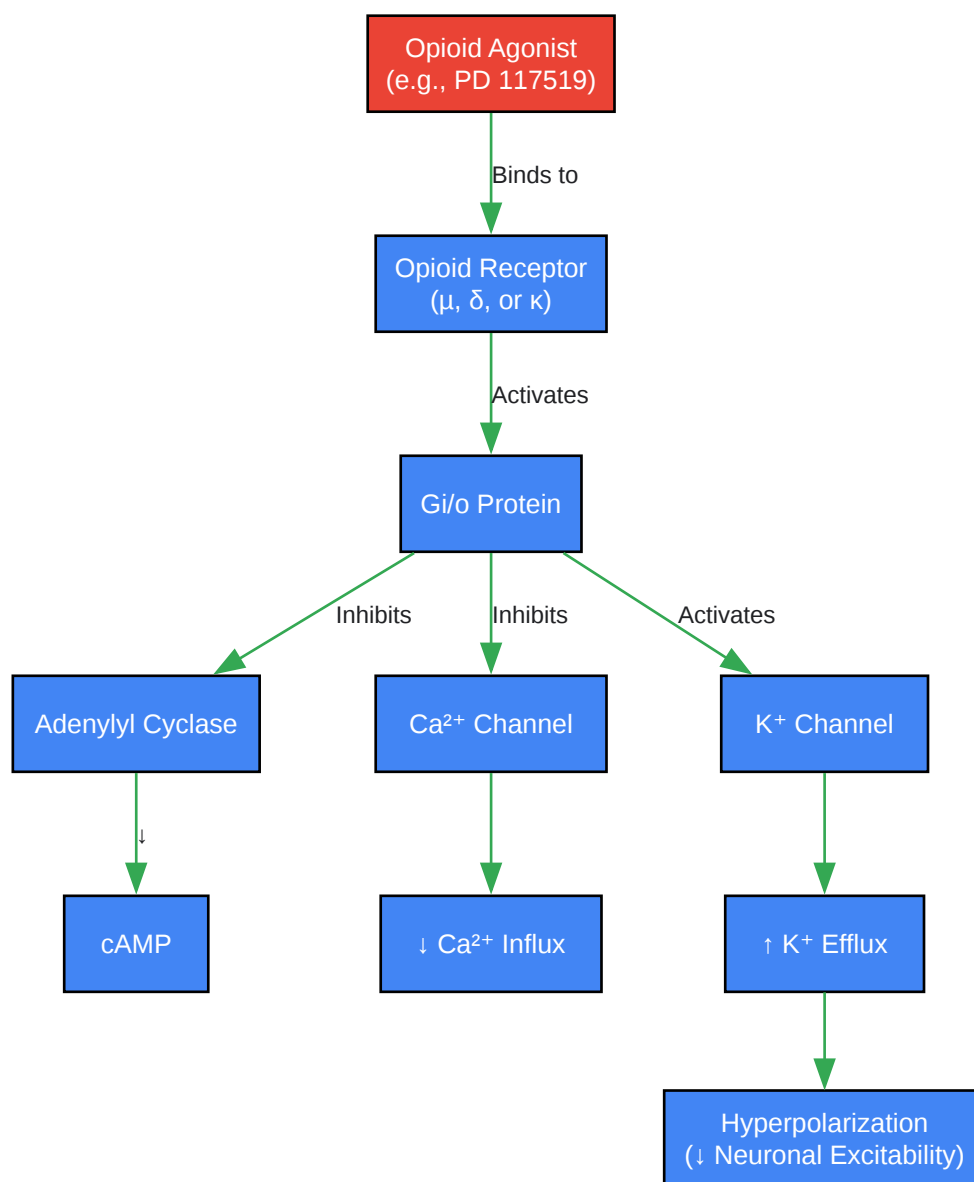 Opioid Agonist
(e.g., PD 117519)
Binds to
Opioid Receptor
(μ, δ, or κ)
Activates
Gi/o Protein
Inhibits
Inhibits
Activates
Adenylyl Cyclase
Ca²⁺ Channel
K⁺ Channel
↓
cAMP
↓ Ca²⁺ Influx
↑ K⁺ Efflux
Hyperpolarization
(↓ Neuronal Excitability)